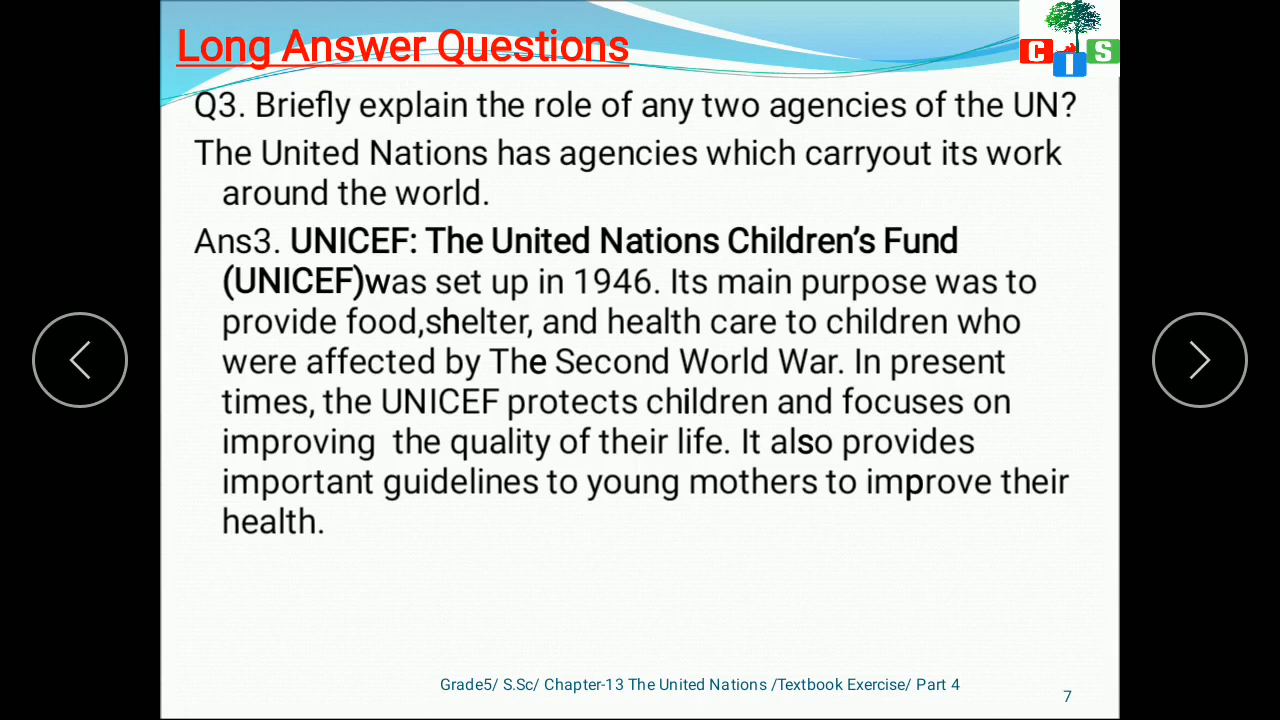 Long Answer Questions
C I S
Q3. Briefly explain the role of any two agencies of the UN?
The United Nations has agencies which carryout its work
around the world.
Ans3. UNICEF: The United Nations Children’s Fund
(UNICEF)was set up in 1946. Its main purpose was to
provide food,shelter, and health care to children who
were affected by The Second World War. In present
times, the UNICEF protects children and focuses on
improving  the quality of their life. It also provides
important guidelines to young mothers to improve their
health.
Grade5/ S.Sc/ Chapter-13 The United Nations /Textbook Exercise/ Part 4
7